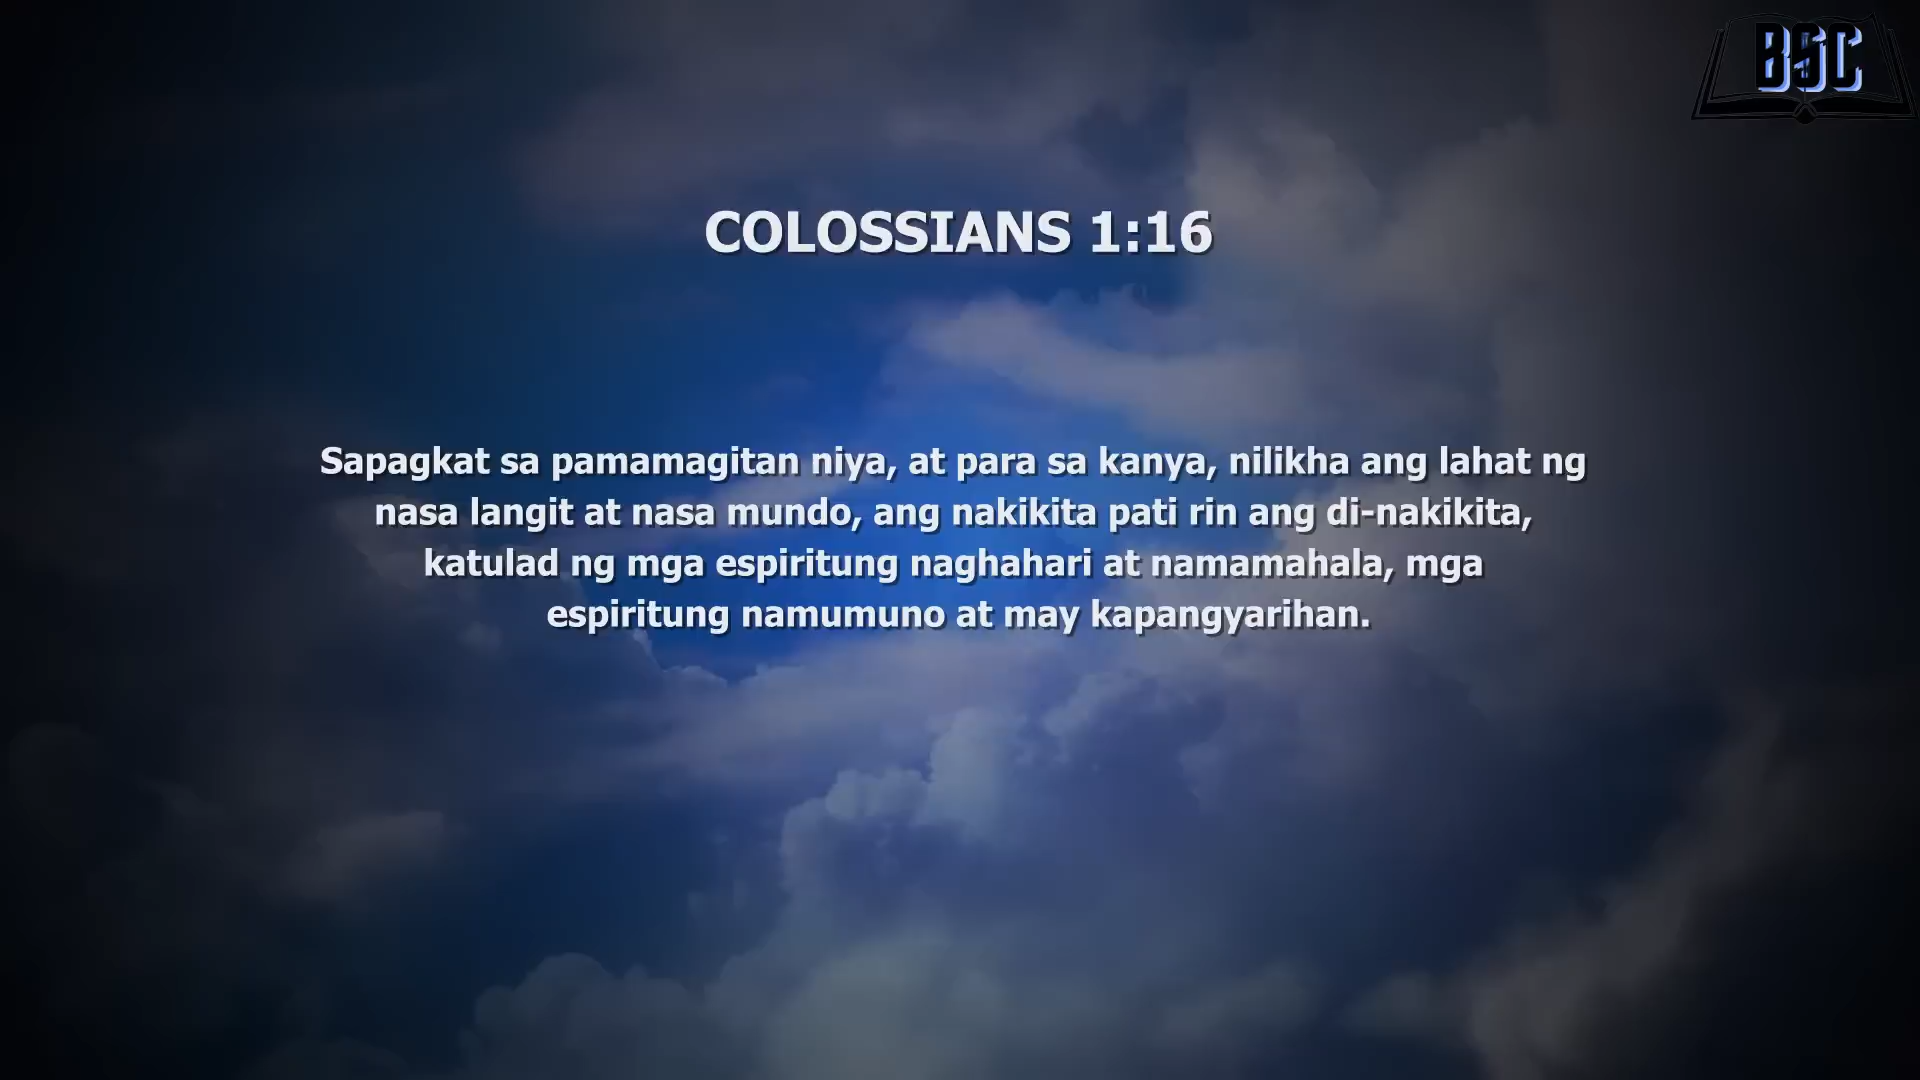 BSC
COLOSSIANS 1:16
Sapagkat sa pamamagitan niya, at para sa kanya, nilikha ang lahat ng
nasa langit at nasa mundo, ang nakikita pati rin ang di-nakikita,
katulad ng mga espiritung naghahari at namamahala, mga
espiritung namumuno at may kapangyarihan.